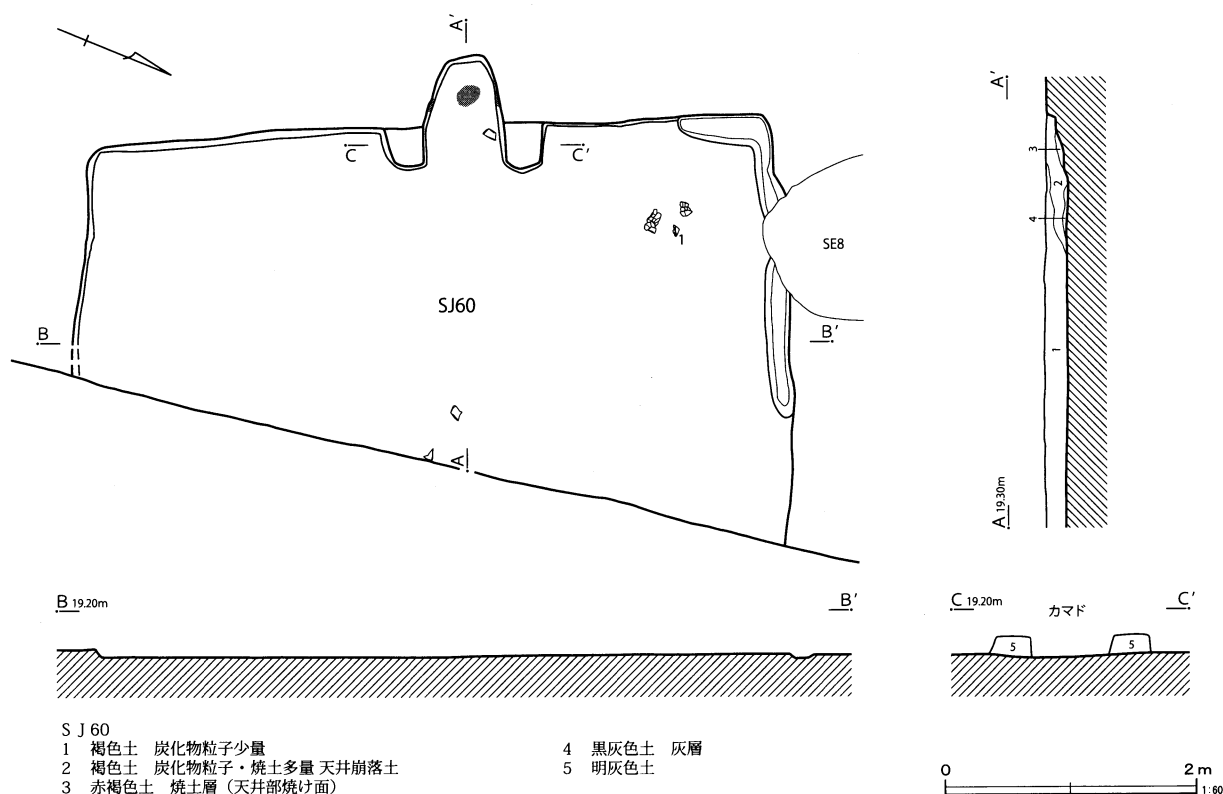 A′
C
C′
1
SE8
SJ60
B
B′
A
A′
3
2
4
1
A 19.30m
B 19.20m
B′
C 19.20m
カマド
C′
5
5
SJ60
1 褐色土 炭化物粒子少量
2 褐色土 炭化物粒子・焼土多量 天井崩落土
3 赤褐色土 焼土層（天井部焼け面）
4 黒灰色土 灰層
5 明灰色土
0
2m
1:60